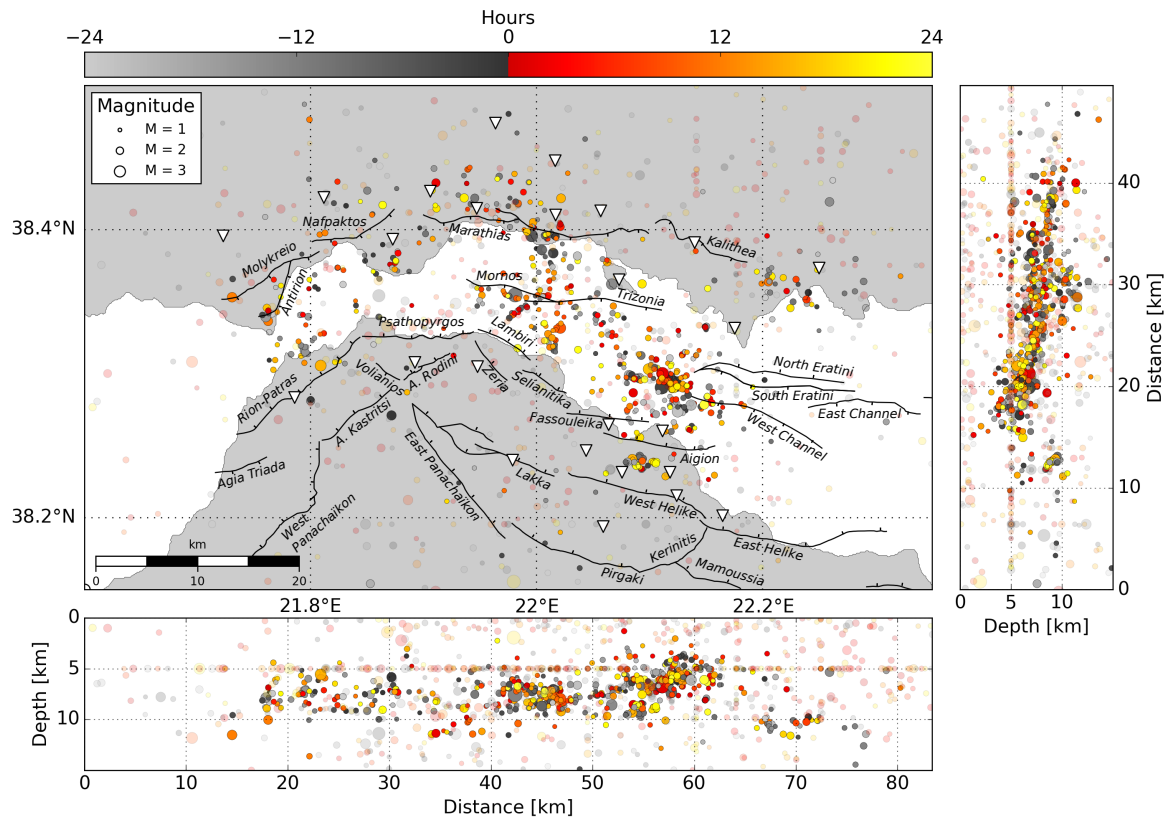 Hours
−24 −12 0 12 24
Magnitude
M = 1
M = 2
M = 3
38.4°N
38.2°N
Nafpaktos
Molykreio
Antirion
Marathias
Kalithea
Mornos
Trizonia
Psathopyrgos
Lambiri
Rion-Patras
Volianos
A. Rodini
Zeria
Selianitika
North Eratini
South Eratini
East Channel
West Channel
A. Kastritsi
Fassouleika
Aigion
Agia Triada
East Panachaikon
Lakka
West Helike
West Panachaikon
East Helike
Kerinitis
Pirgaki
Mamoussia
km
0 10 20
21.8°E 22°E 22.2°E
40
30
20
10
0
Distance [km]
0 5 10
Depth [km]
0
5
10
Depth [km]
0 10 20 30 40 50 60 70 80
Distance [km]